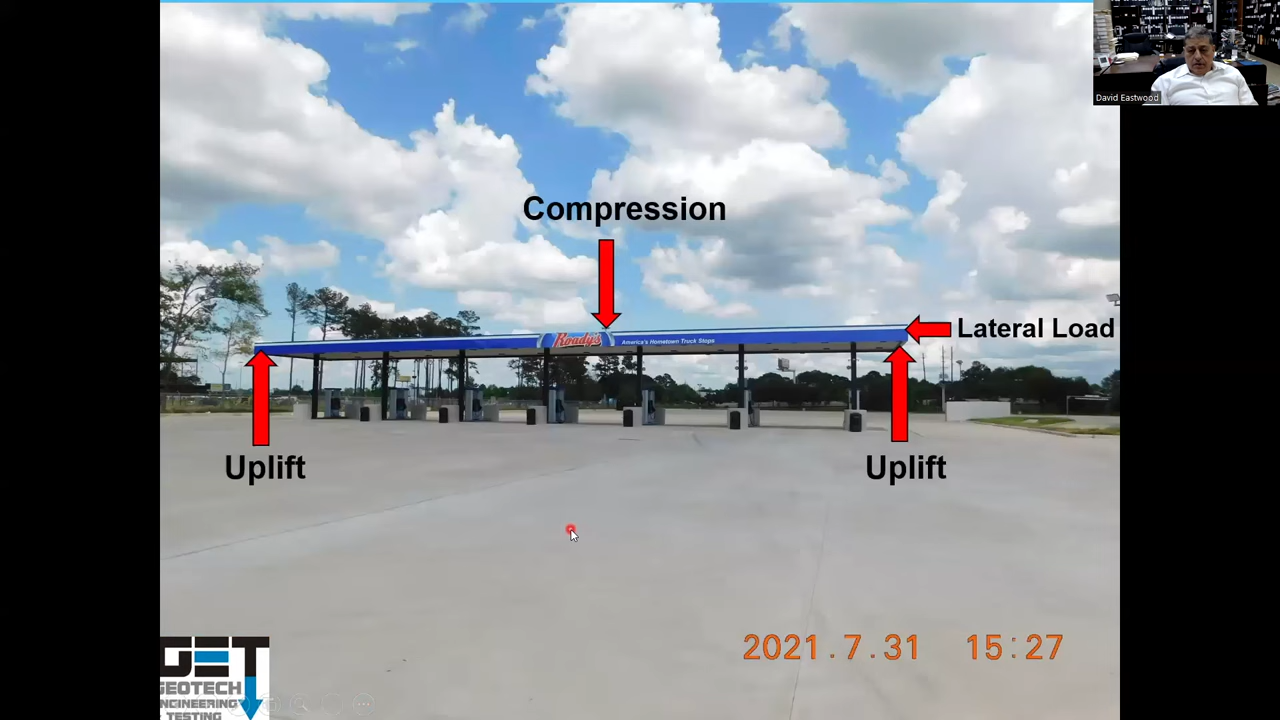 David Eastwood
Compression
Lateral Load
Roady's
America's Hometown Truck Stops
Uplift
Uplift
2021.7.31 15:27
GET
GEOTECH
ENGINEERING
TESTING